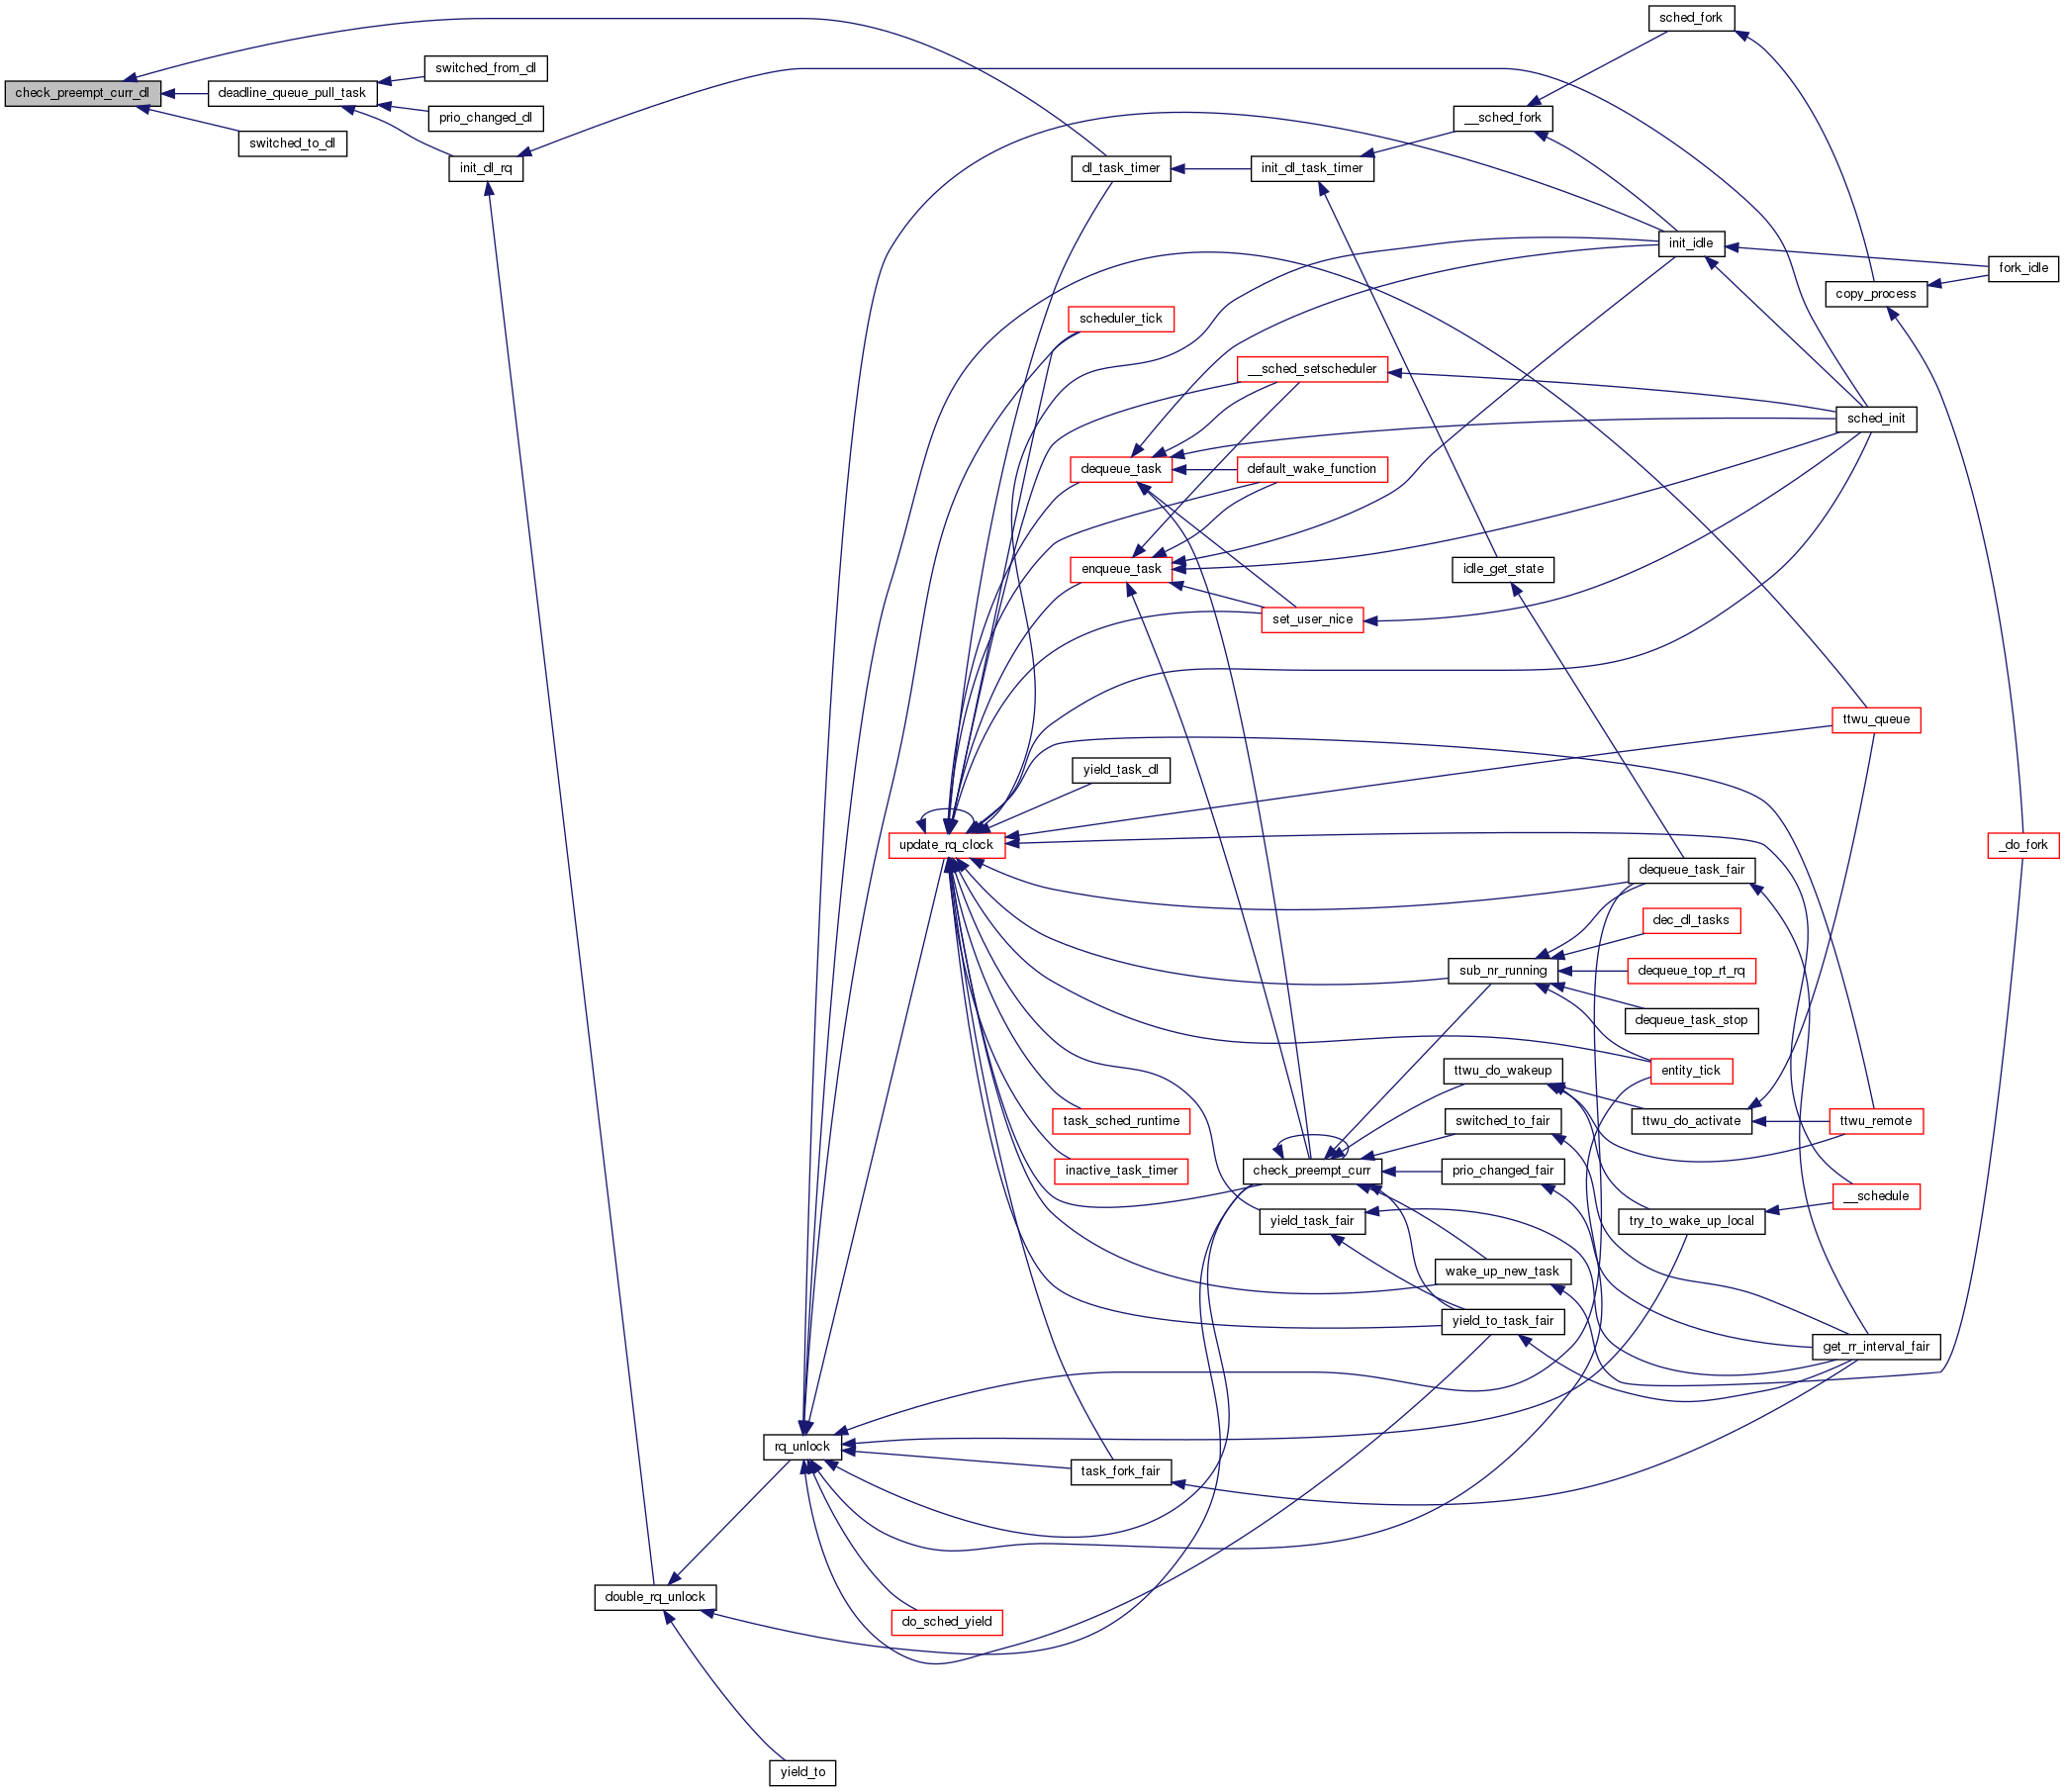 sched_fork
switched_from_dl
check_preempt_curr_dl
deadline_queue_pull_task
prio_changed_dl
__sched_fork
switched_to_dl
init_dl_rq
dl_task_timer
init_dl_task_timer
init_idle
fork_idle
copy_process
scheduler_tick
__sched_setscheduler
sched_init
dequeue_task
default_wake_function
enqueue_task
idle_get_state
set_user_nice
ttwu_queue
yield_task_dl
update_rq_clock
_do_fork
dequeue_task_fair
dec_dl_tasks
sub_nr_running
dequeue_top_rt_rq
dequeue_task_stop
ttwu_do_wakeup
entity_tick
task_sched_runtime
switched_to_fair
ttwu_do_activate
ttwu_remote
inactive_task_timer
check_preempt_curr
prio_changed_fair
__schedule
yield_task_fair
try_to_wake_up_local
wake_up_new_task
yield_to_task_fair
get_rr_interval_fair
rq_unlock
task_fork_fair
double_rq_unlock
do_sched_yield
yield_to